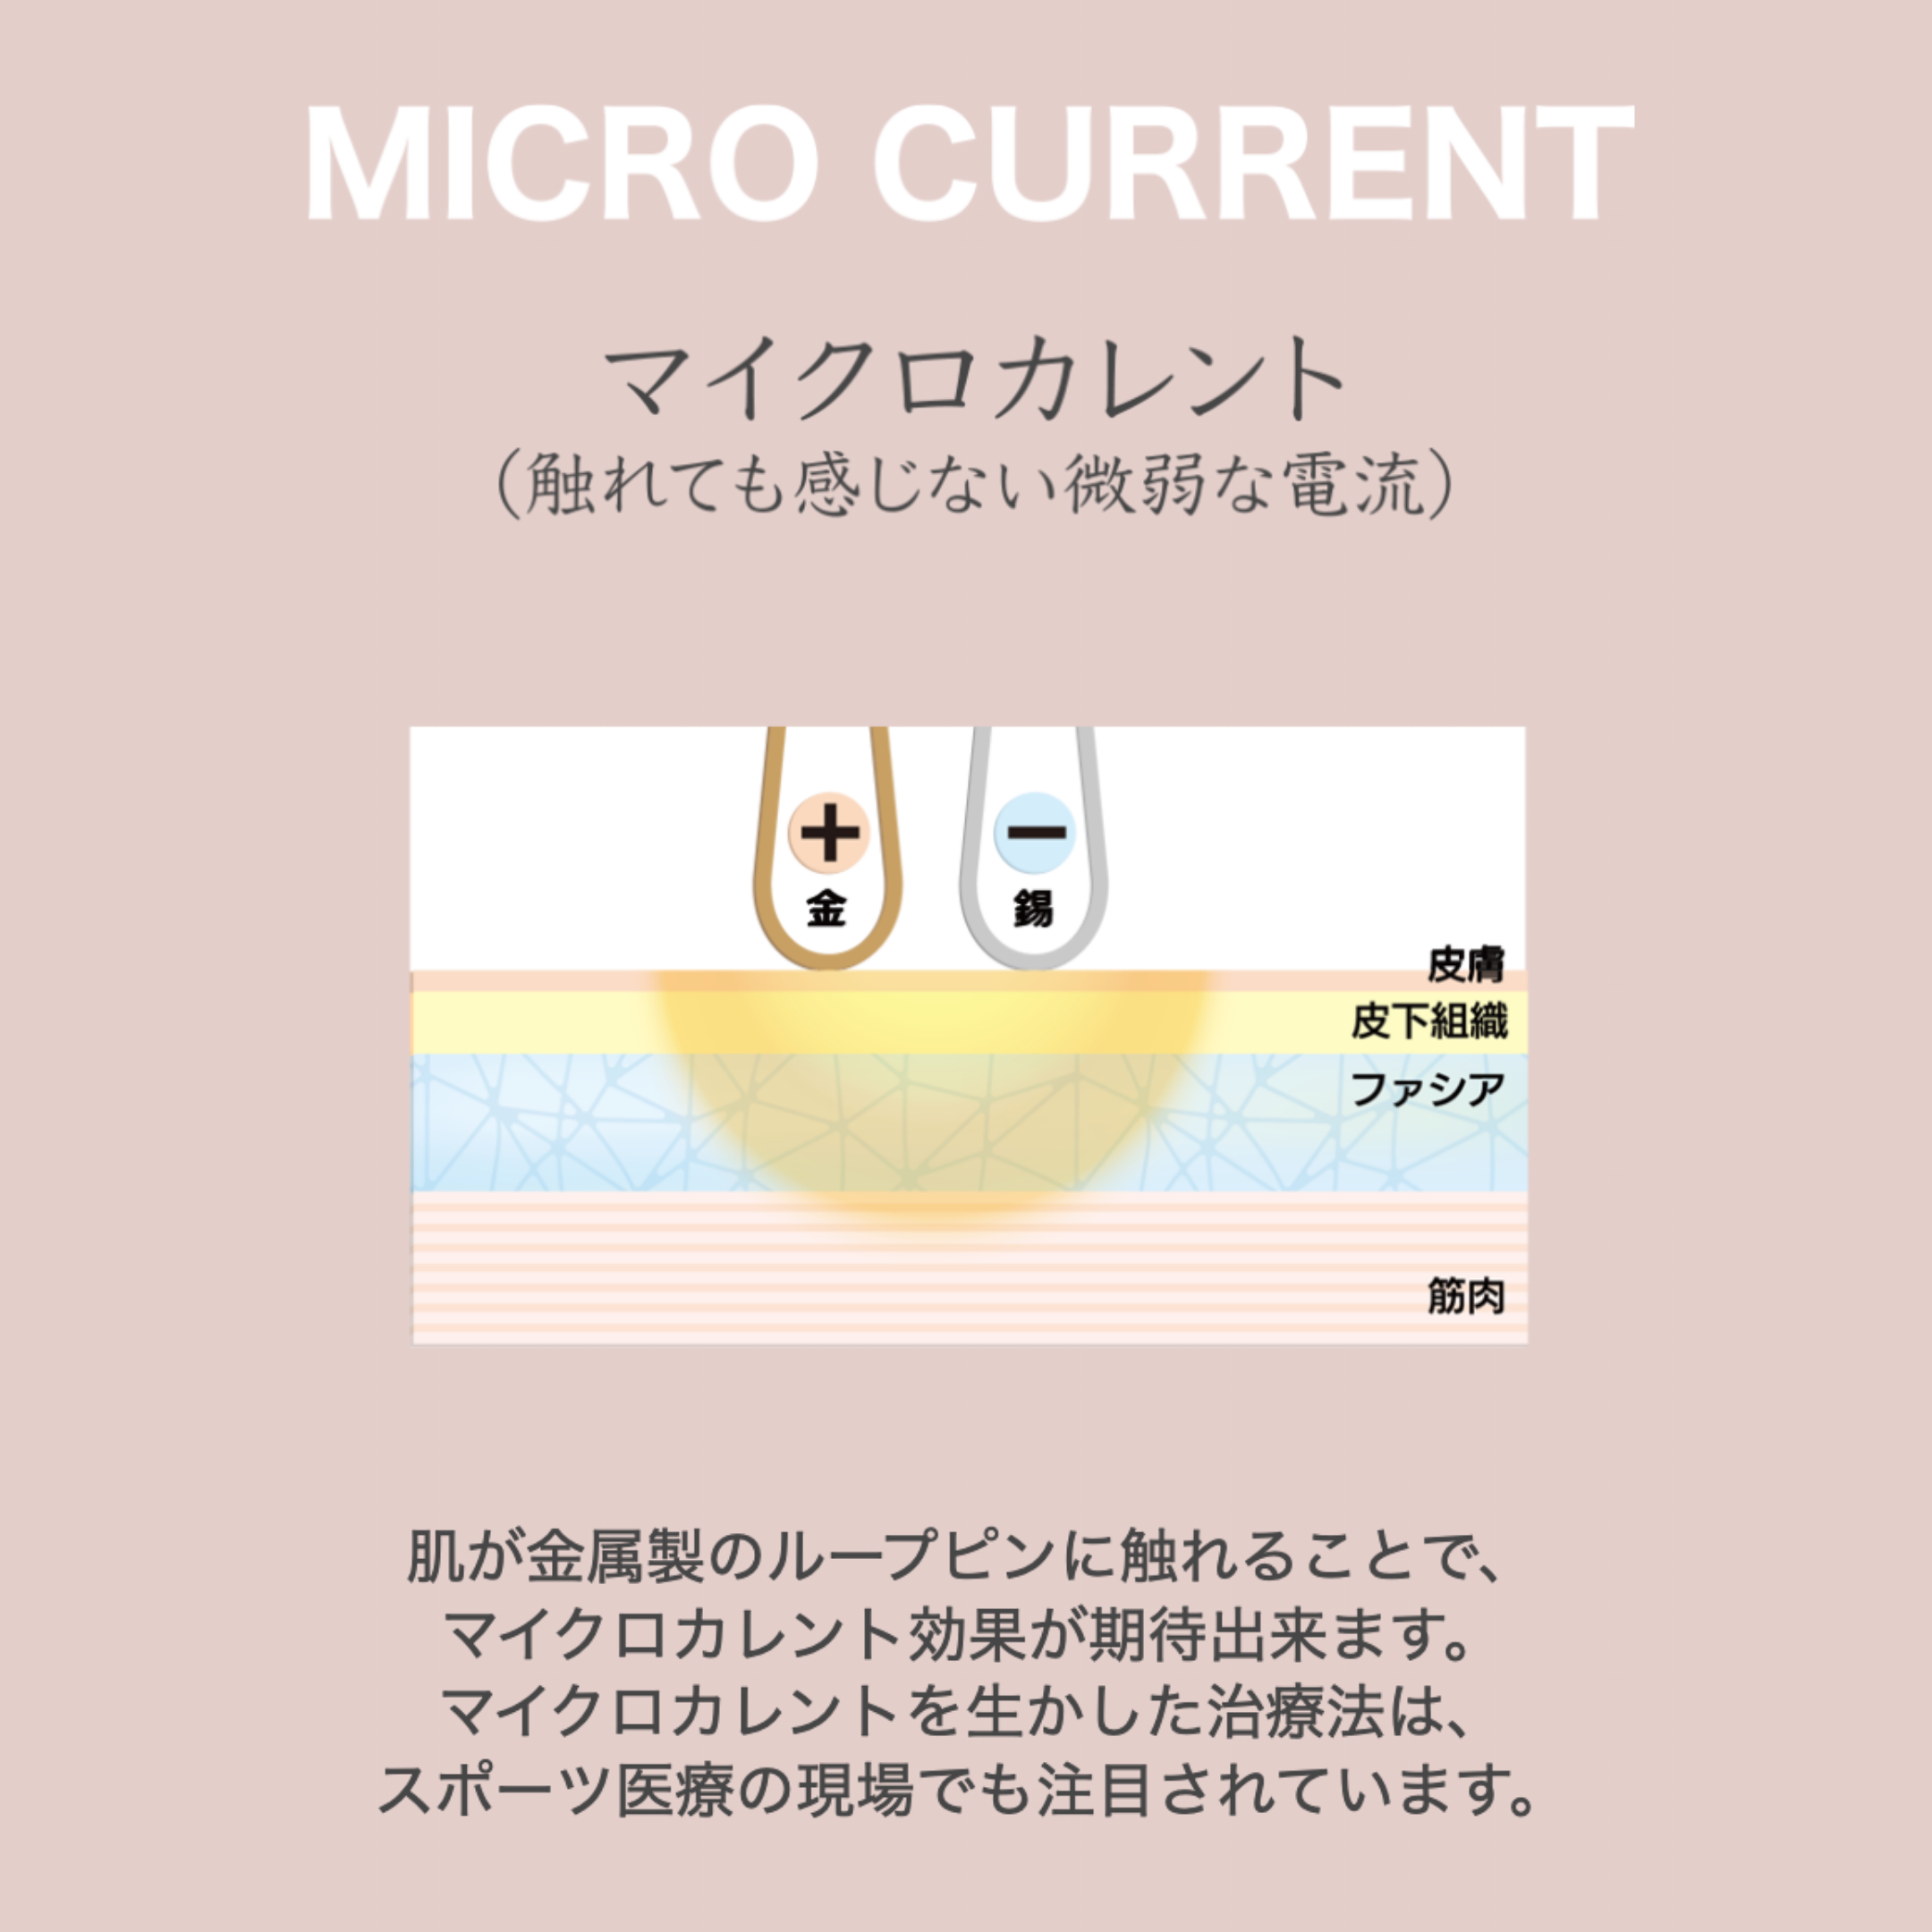 MICRO CURRENT
マイクロカレント
（触れても感じない微弱な電流）
＋
－
金
錫
皮膚
皮下組織
ファシア
筋肉
肌が金属製のループピンに触れることで、
マイクロカレント効果が期待出来ます。
マイクロカレントを生かした治療法は、
スポーツ医療の現場でも注目されています。